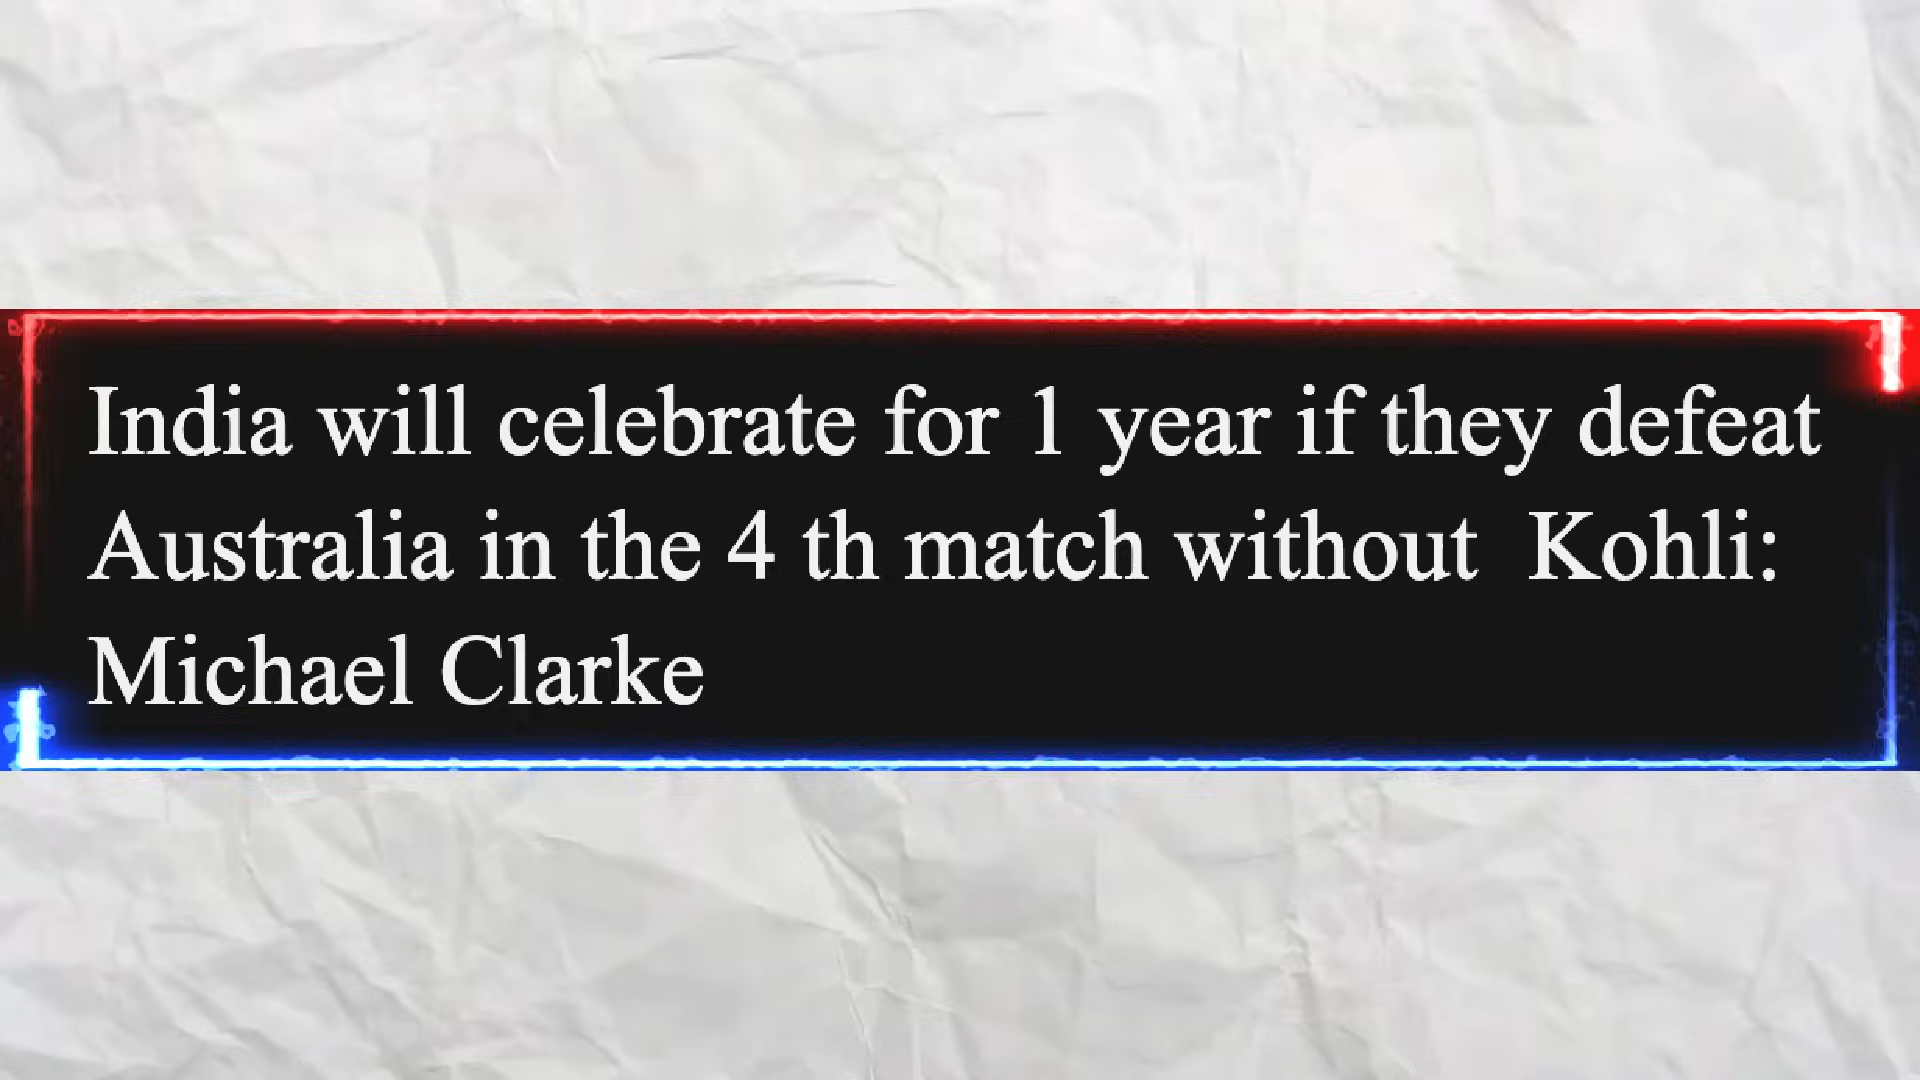 India will celebrate for 1 year if they defeat
Australia in the 4 th match without  Kohli:
Michael Clarke